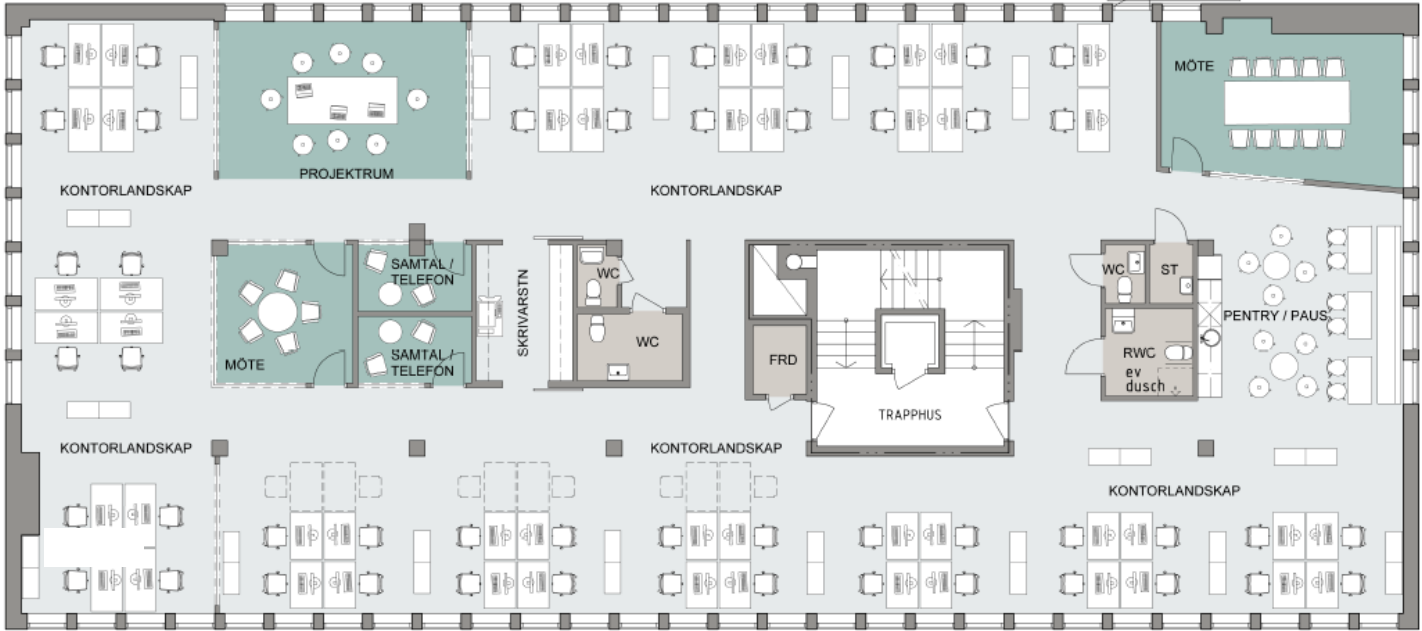 MÖTE
PROJEKTRUM
KONTORLANDSKAP
KONTORLANDSKAP
SAMTAL /
TELEFON
WC
WC
ST
SKRIVARSTN
PENTRY / PAUS
WC
FRD
RWC
ev
dusch
MÖTE
SAMTAL /
TELEFON
TRAPPHUS
KONTORLANDSKAP
KONTORLANDSKAP
KONTORLANDSKAP